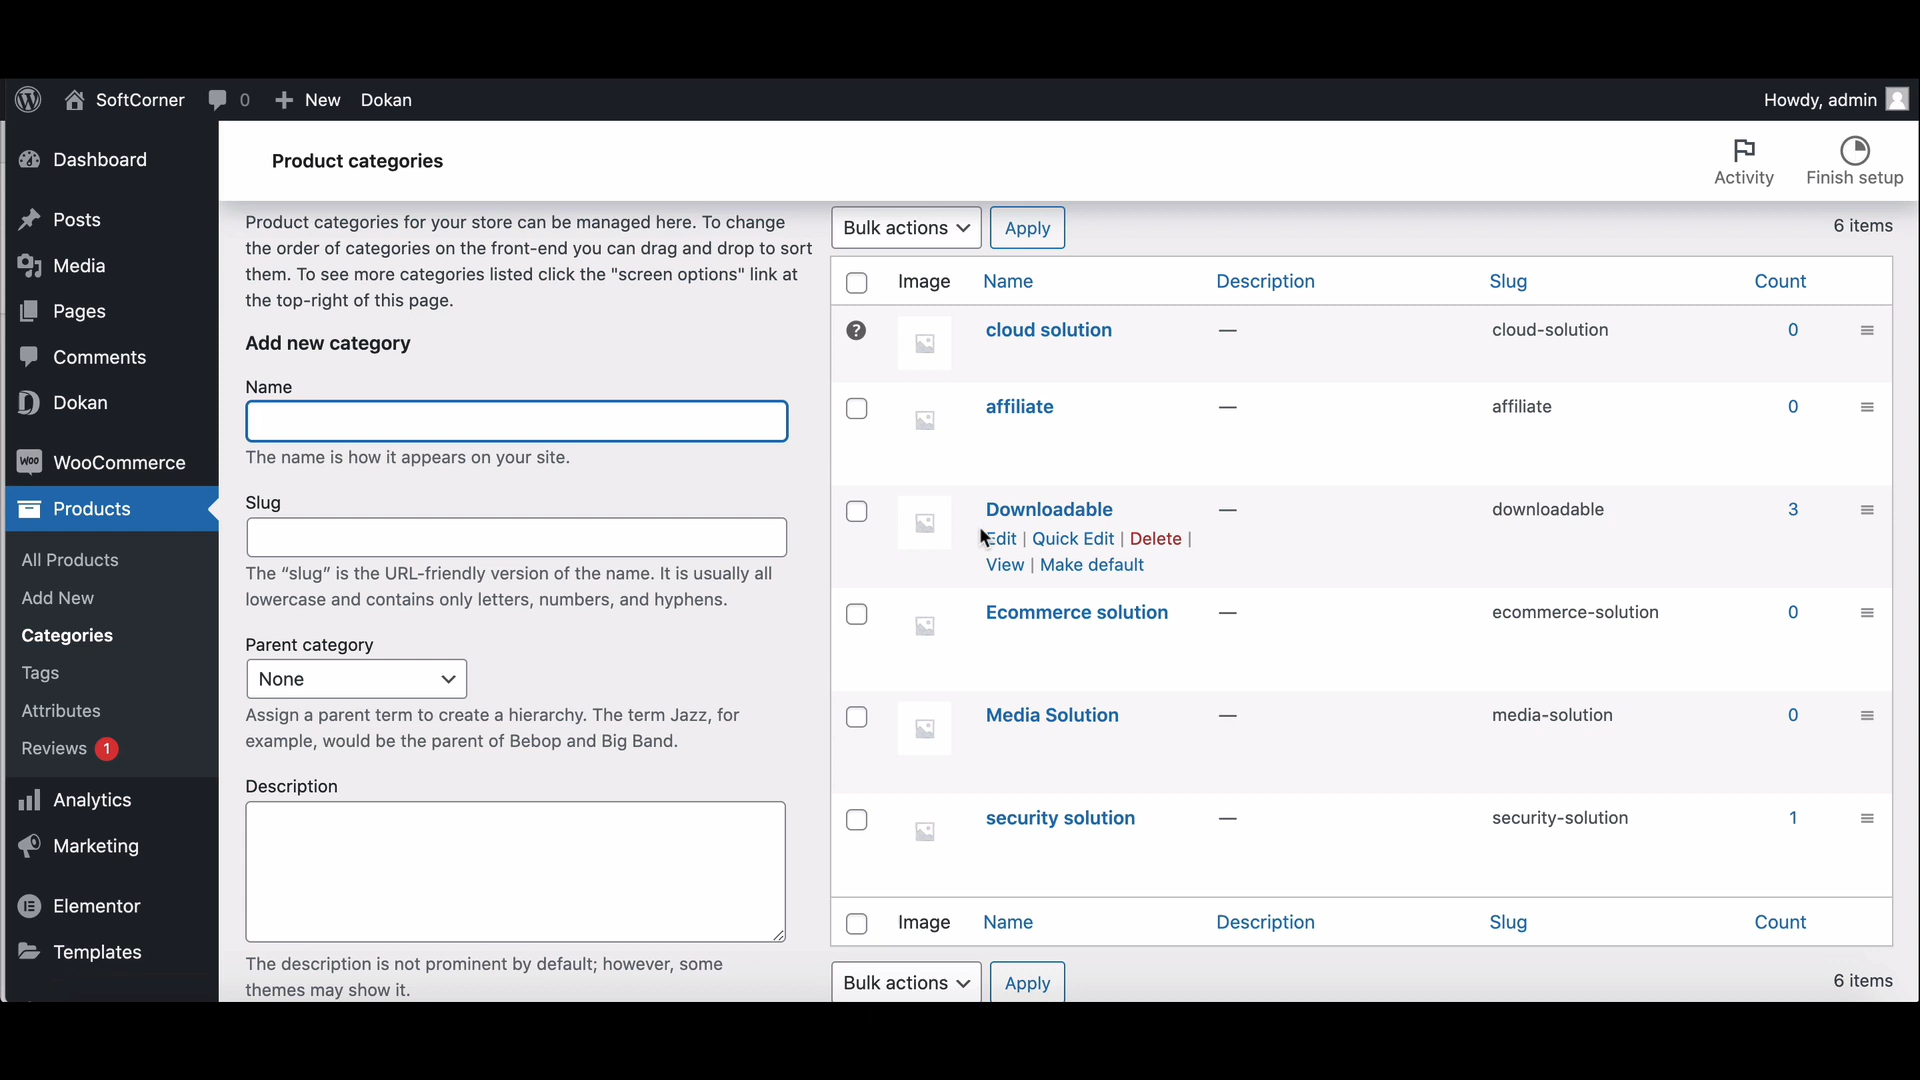 SoftCorner 0 New Dokan
Howdy, admin
Dashboard
Posts
Media
Pages
Comments
Dokan
WooCommerce
Products
All Products
Add New
Categories
Tags
Attributes
Reviews 1
Analytics
Marketing
Elementor
Templates
Product categories
Activity
Finish setup
Product categories for your store can be managed here. To change
the order of categories on the front-end you can drag and drop to sort
them. To see more categories listed click the "screen options" link at
the top-right of this page.
Add new category
Name
The name is how it appears on your site.
Slug
The “slug” is the URL-friendly version of the name. It is usually all
lowercase and contains only letters, numbers, and hyphens.
Parent category
None
Assign a parent term to create a hierarchy. The term Jazz, for
example, would be the parent of Bebop and Big Band.
Description
The description is not prominent by default; however, some
themes may show it.
Bulk actions Apply 6 items
Image Name Description Slug Count
? cloud solution — cloud-solution 0
affiliate — affiliate 0
Downloadable — downloadable 3
Edit | Quick Edit | Delete |
View | Make default
Ecommerce solution — ecommerce-solution 0
Media Solution — media-solution 0
security solution — security-solution 1
Image Name Description Slug Count
Bulk actions Apply 6 items